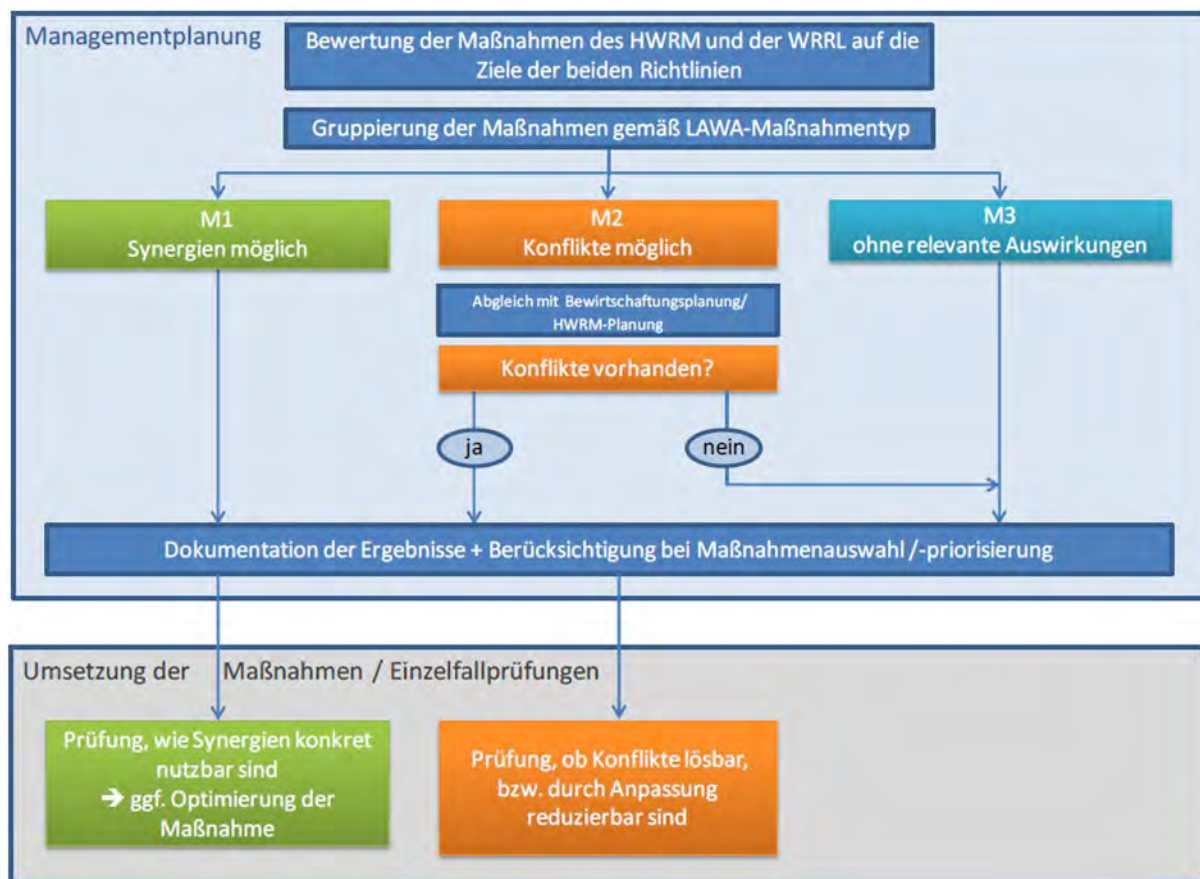 Managementplanung
Bewertung der Maßnahmen des HWRM und der WRRL auf die
Ziele der beiden Richtlinien
Gruppierung der Maßnahmen gemäß LAWA-Maßnahmentyp
M1
Synergien möglich
M2
Konflikte möglich
M3
ohne relevante Auswirkungen
Abgleich mit Bewirtschaftungsplanung/
HWRM-Planung
Konflikte vorhanden?
ja
nein
Dokumentation der Ergebnisse + Berücksichtigung bei Maßnahmenauswahl /-priorisierung
Umsetzung der Maßnahmen / Einzelfallprüfungen
Prüfung, wie Synergien konkret
nutzbar sind
➔ ggf. Optimierung der
Maßnahme
Prüfung, ob Konflikte lösbar,
bzw. durch Anpassung
reduzierbar sind